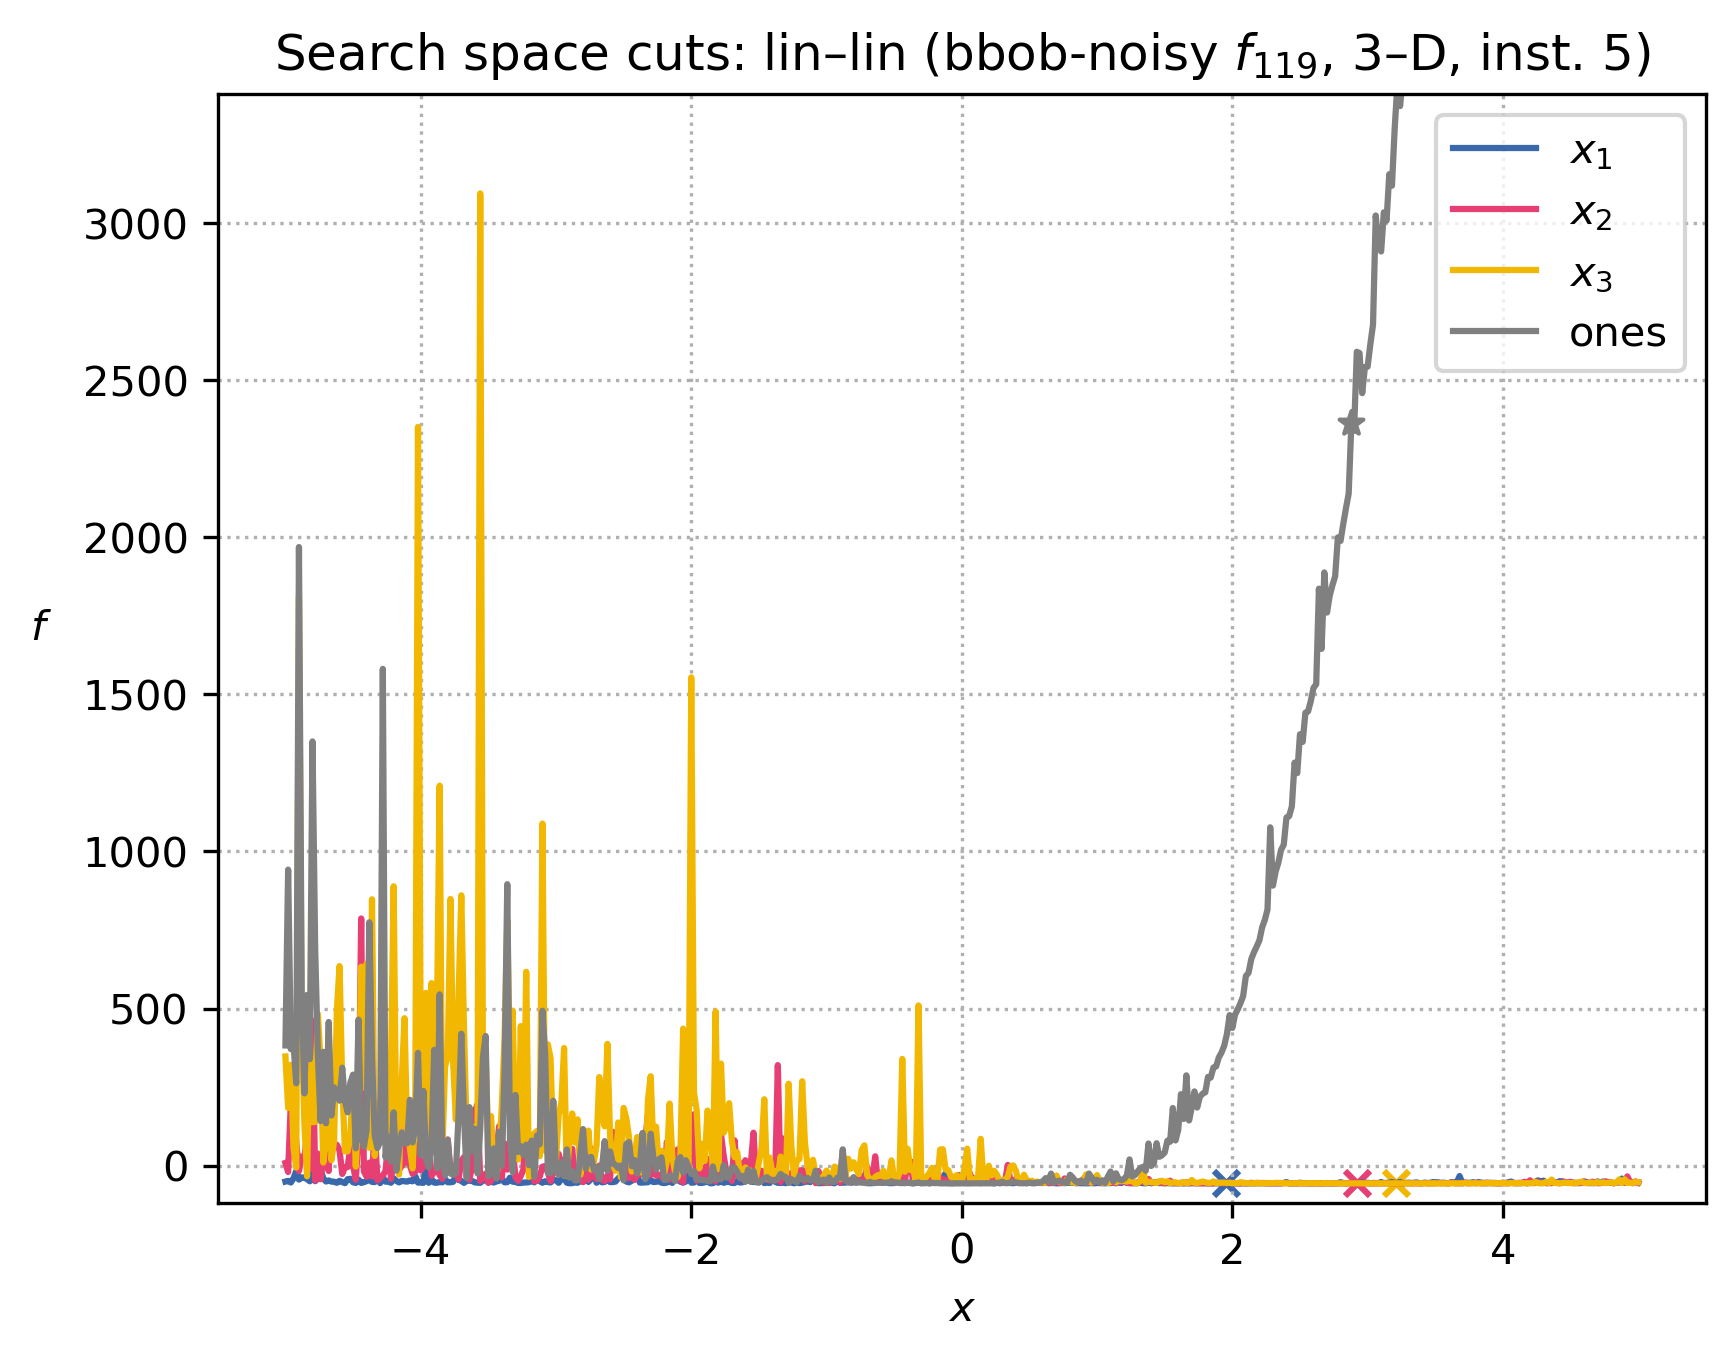 Search space cuts: lin–lin (bbob-noisy f₁₁₉, 3–D, inst. 5)
x₁
x₂
x₃
ones
3000
2500
2000
1500
1000
500
0
f
−4
−2
0
2
4
x